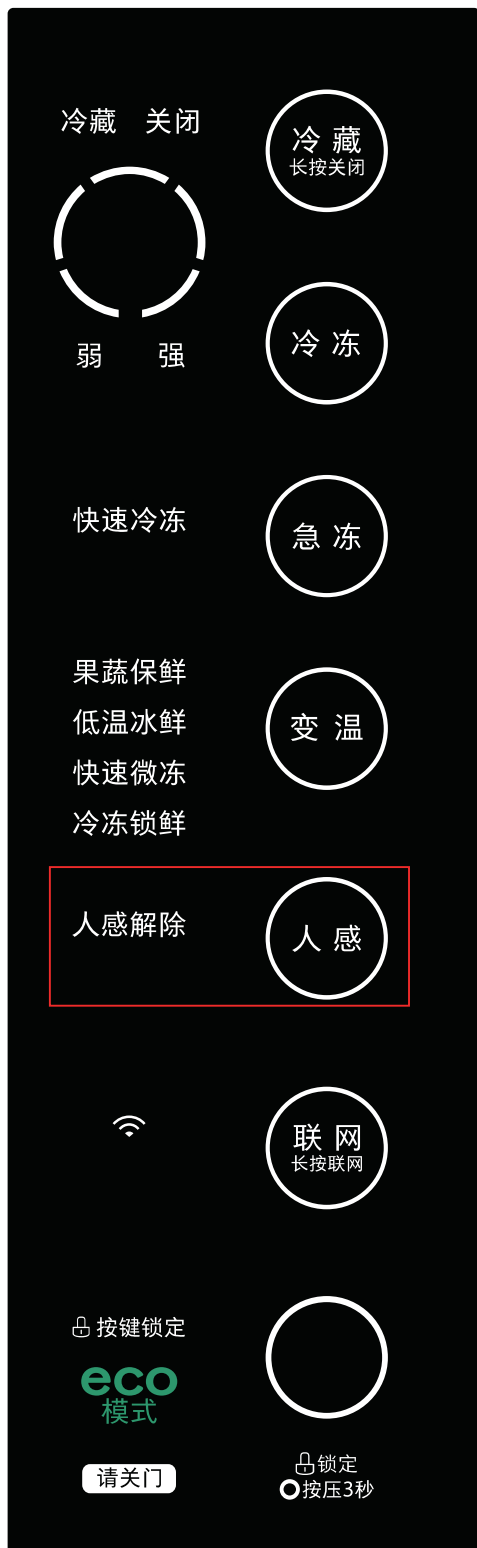 冷藏 关闭
冷 藏
长按关闭
弱 强
冷 冻
快速冷冻
急 冻
果蔬保鲜
低温冰鲜
快速微冻
冷冻锁鲜
变 温
人感解除
人 感
联 网
长按联网
按键锁定
eco
模式
请关门
锁定
按压3秒